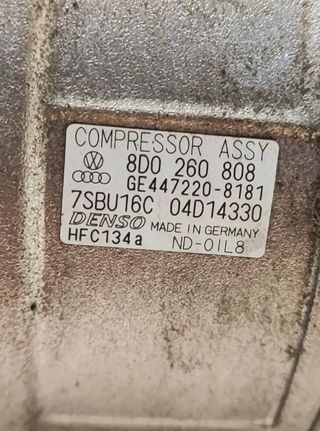 COMPRESSOR ASSY
8D0 260 808
GE447220-8181
7SBU16C 04D14330
DENSO MADE IN GERMANY
HFC134a ND-OIL8